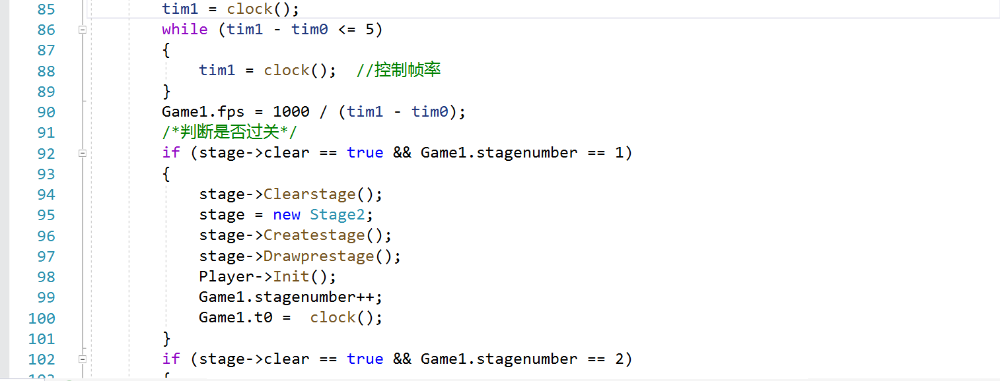 85 tim1 = clock();
86 while (tim1 - tim0 <= 5)
87 {
88 tim1 = clock();  //控制帧率
89 }
90 Game1.fps = 1000 / (tim1 - tim0);
91 /*判断是否过关*/
92 if (stage->clear == true && Game1.stagenumber == 1)
93 {
94 stage->Clearstage();
95 stage = new Stage2;
96 stage->Createstage();
97 stage->Drawprestage();
98 Player->Init();
99 Game1.stagenumber++;
100 Game1.t0 =  clock();
101 }
102 if (stage->clear == true && Game1.stagenumber == 2)